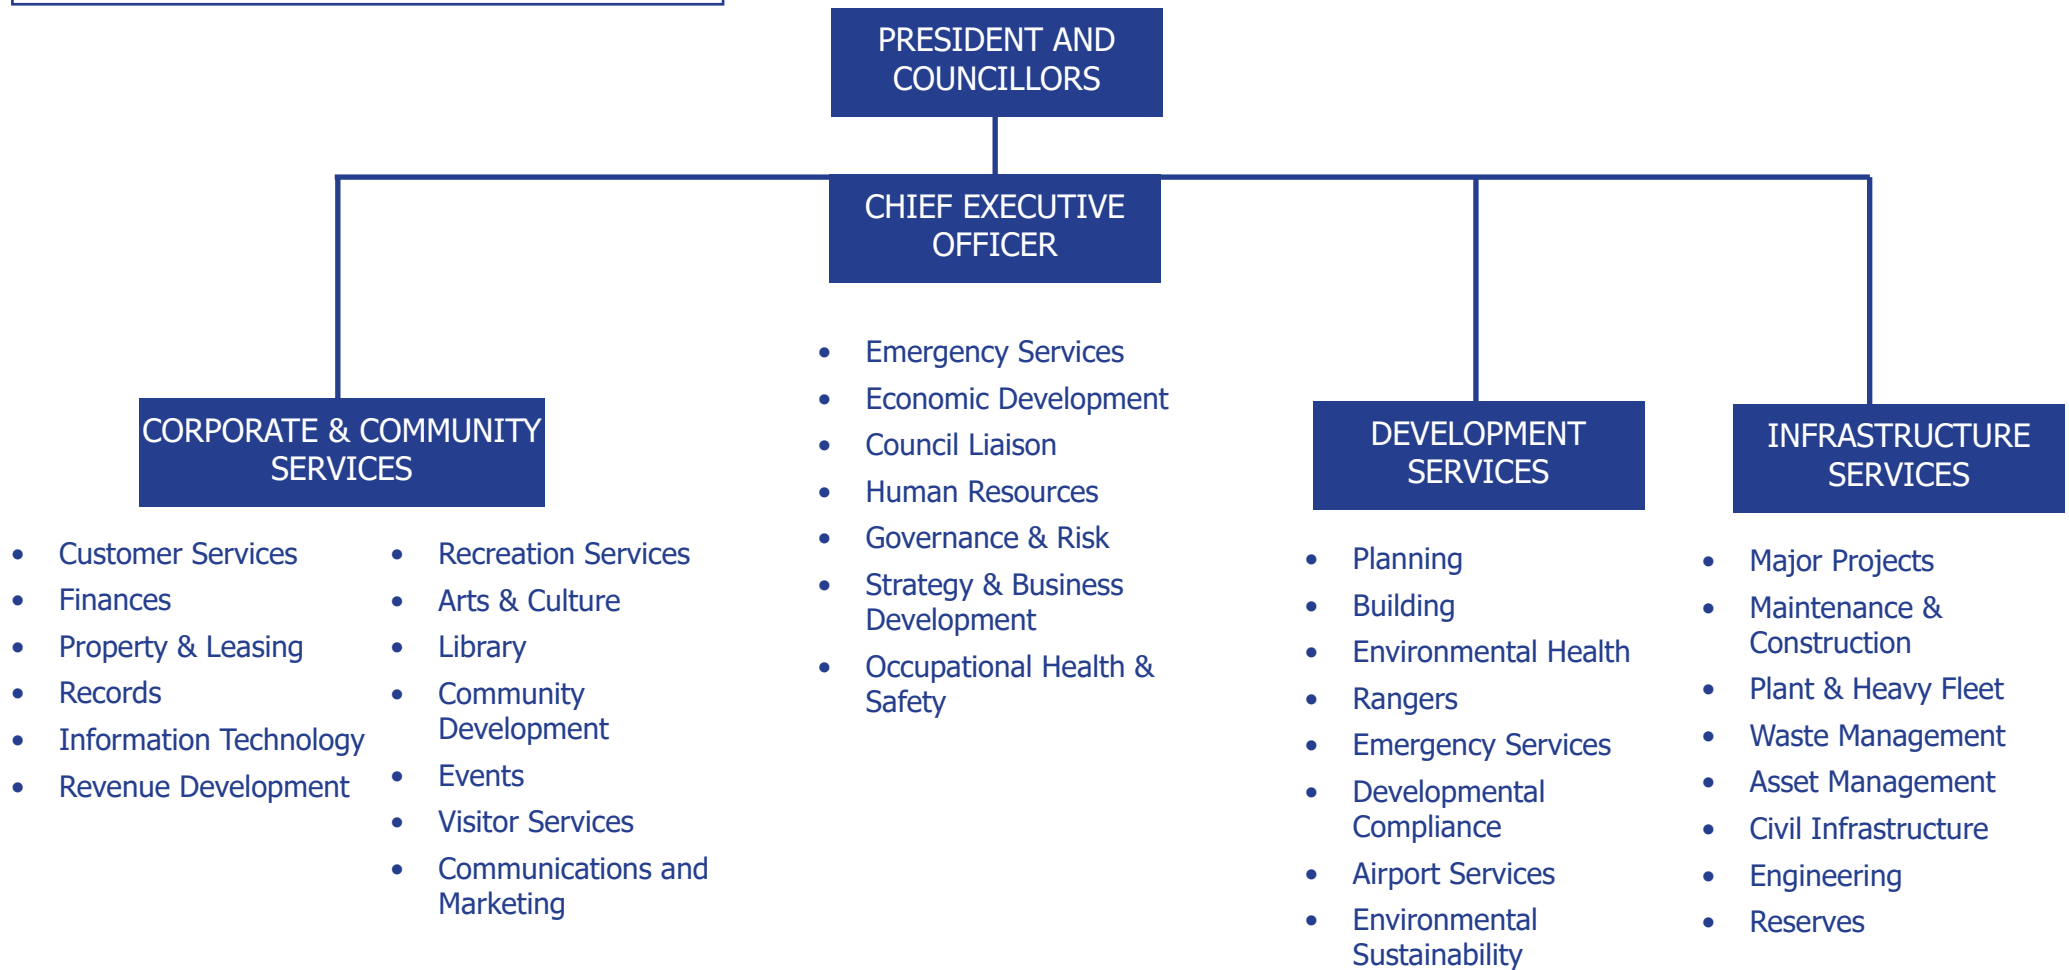 PRESIDENT AND
COUNCILLORS
CHIEF EXECUTIVE
OFFICER
• Emergency Services
• Economic Development
• Council Liaison
• Human Resources
• Governance & Risk
• Strategy & Business
Development
• Occupational Health &
Safety
CORPORATE & COMMUNITY
SERVICES
• Customer Services
• Finances
• Property & Leasing
• Records
• Information Technology
• Revenue Development
• Recreation Services
• Arts & Culture
• Library
• Community
Development
• Events
• Visitor Services
• Communications and
Marketing
DEVELOPMENT
SERVICES
• Planning
• Building
• Environmental Health
• Rangers
• Emergency Services
• Developmental
Compliance
• Airport Services
• Environmental
Sustainability
INFRASTRUCTURE
SERVICES
• Major Projects
• Maintenance &
Construction
• Plant & Heavy Fleet
• Waste Management
• Asset Management
• Civil Infrastructure
• Engineering
• Reserves